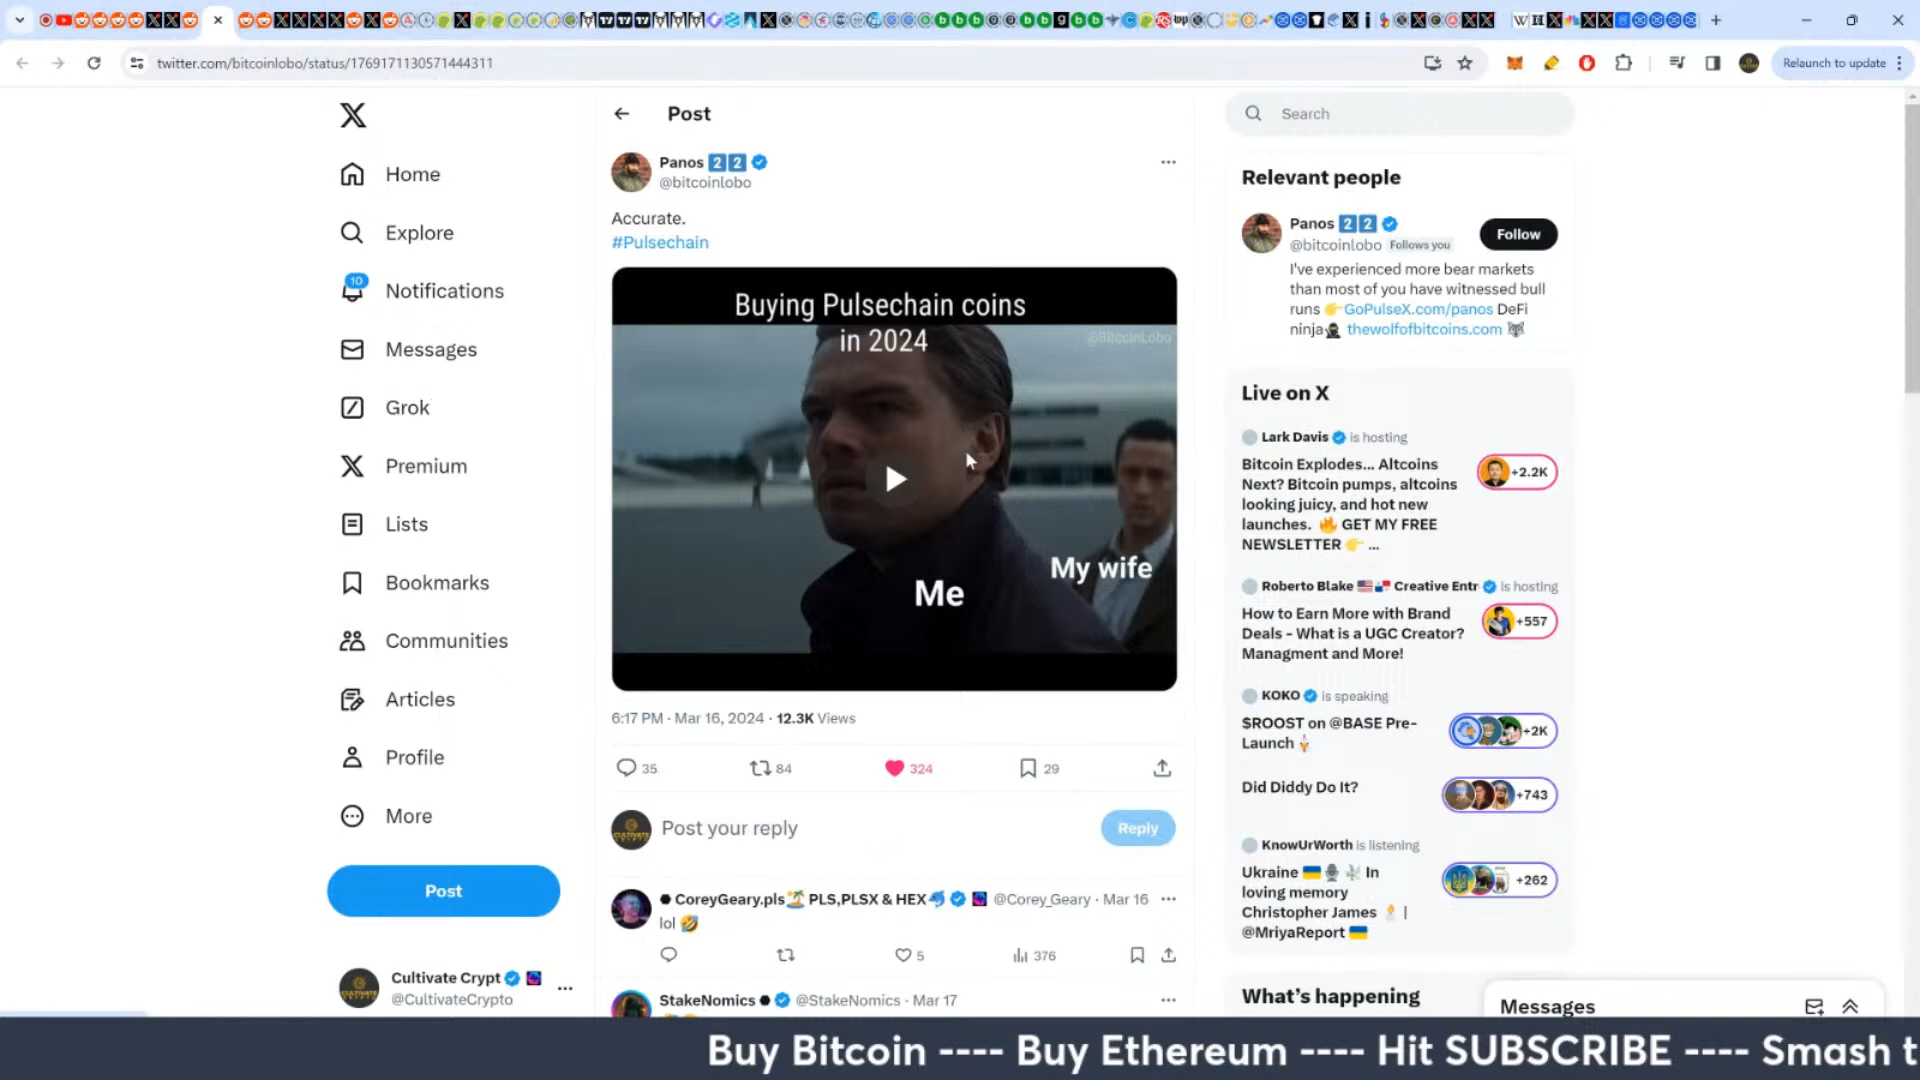 twitter.com/bitcoinlobo/status/1769171130571444311
Relaunch to update
Home
Explore
10
Notifications
Messages
Grok
Premium
Lists
Bookmarks
Communities
Articles
Profile
More
Post
Cultivate Crypt
@CultivateCrypto
Post
Panos 2 2
@bitcoinlobo
Accurate.
#Pulsechain
Buying Pulsechain coins
in 2024
@BitcoinLobo
My wife
Me
6:17 PM · Mar 16, 2024 · 12.3K Views
35
84
324
29
Post your reply
Reply
CoreyGeary.pls🏝️ PLS,PLSX & HEX @Corey_Geary · Mar 16
lol 🤣
5
376
StakeNomics @StakeNomics · Mar 17
Search
Relevant people
Panos 2 2
@bitcoinlobo Follows you
Follow
I've experienced more bear markets
than most of you have witnessed bull
runs 👉GoPulseX.com/panos DeFi
ninja🥷 thewolfofbitcoins.com 🐺
Live on X
Lark Davis is hosting
Bitcoin Explodes... Altcoins
Next? Bitcoin pumps, altcoins
looking juicy, and hot new
launches. 🔥 GET MY FREE
NEWSLETTER 👉 ...
+2.2K
Roberto Blake 🇺🇸🇵🇦 Creative Entr is hosting
How to Earn More with Brand
Deals - What is a UGC Creator?
Managment and More!
+557
KOKO is speaking
$ROOST on @BASE Pre-
Launch
+2K
Did Diddy Do It?
+743
KnowUrWorth is listening
Ukraine 🇺🇦🎙️🕊️ In
loving memory
Christopher James 🕯️ |
@MriyaReport 🇺🇦
+262
What's happening
Messages
Buy Bitcoin ---- Buy Ethereum ---- Hit SUBSCRIBE ---- Smash t